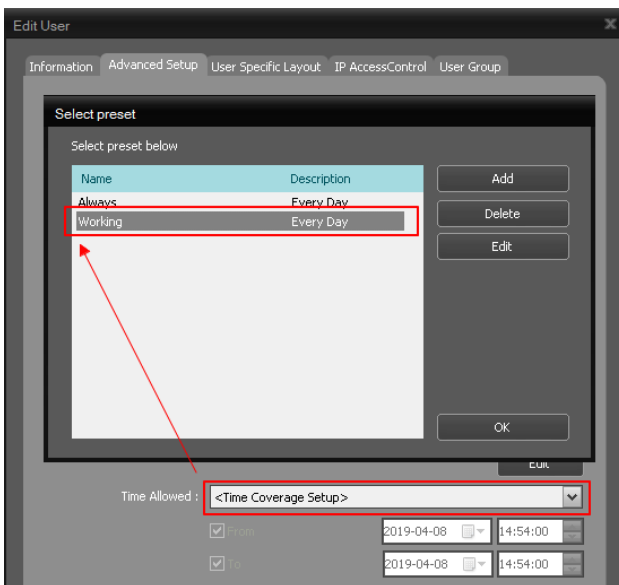 Edit User x
Information Advanced Setup User Specific Layout IP AccessControl User Group
Select preset
Select preset below
Name Description Add
Always Every Day
Working Every Day Delete
Edit
OK
Edit
Time Allowed : <Time Coverage Setup>
From 2019-04-08 14:54:00
To 2019-04-08 14:54:00